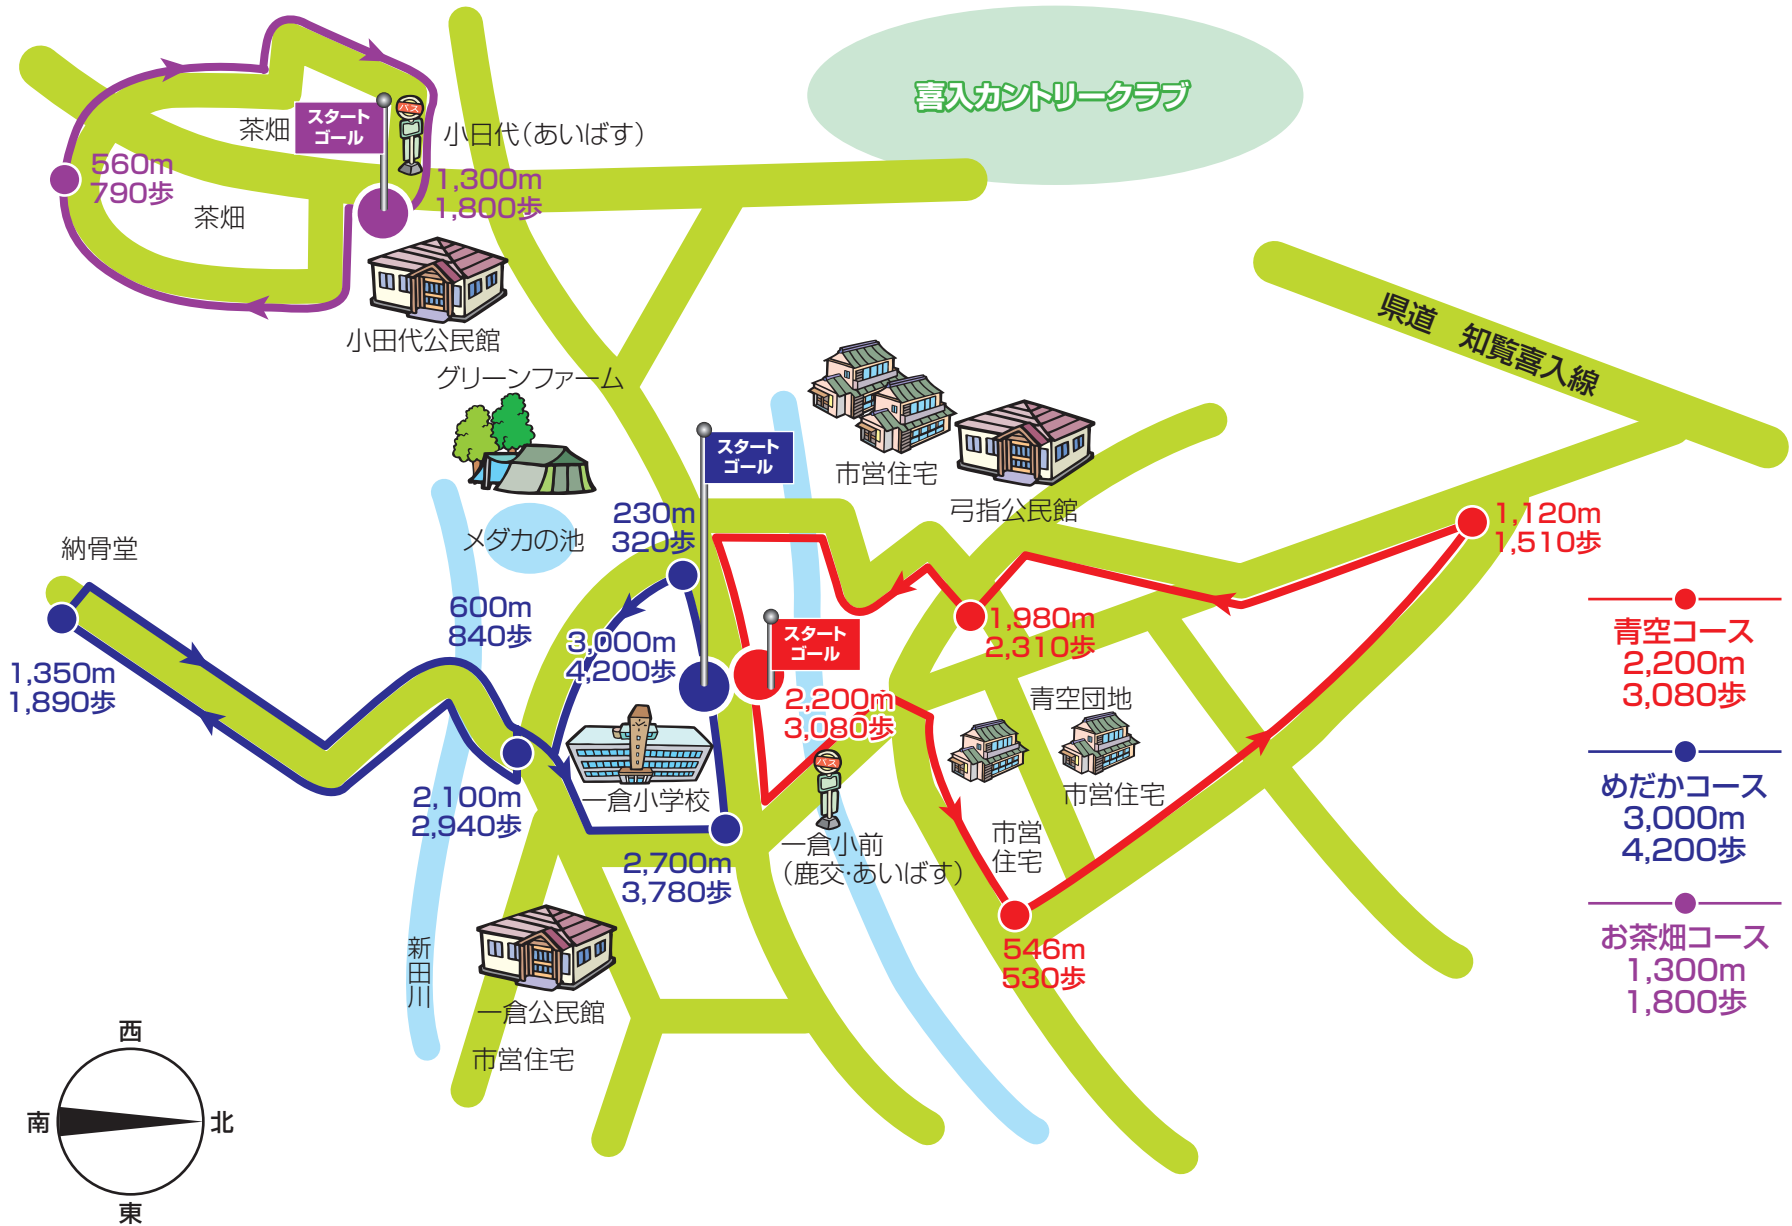 喜入カントリークラブ
茶畑
スタート
ゴール
バス
小日代（あいばす）
560m
790歩
1,300m
1,800歩
茶畑
小田代公民館
グリーンファーム
県道　知覧喜入線
スタート
ゴール
市営住宅
弓指公民館
メダカの池
230m
320歩
納骨堂
1,120m
1,510歩
600m
840歩
3,000m
4,200歩
スタート
ゴール
1,980m
2,310歩
1,350m
1,890歩
2,200m
3,080歩
青空団地
市営住宅
バス
一倉小学校
2,100m
2,940歩
市営
住宅
一倉小前
（鹿交・あいばす）
2,700m
3,780歩
546m
530歩
新田川
一倉公民館
市営住宅
青空コース
2,200m
3,080歩
めだかコース
3,000m
4,200歩
お茶畑コース
1,300m
1,800歩
西
南
北
東